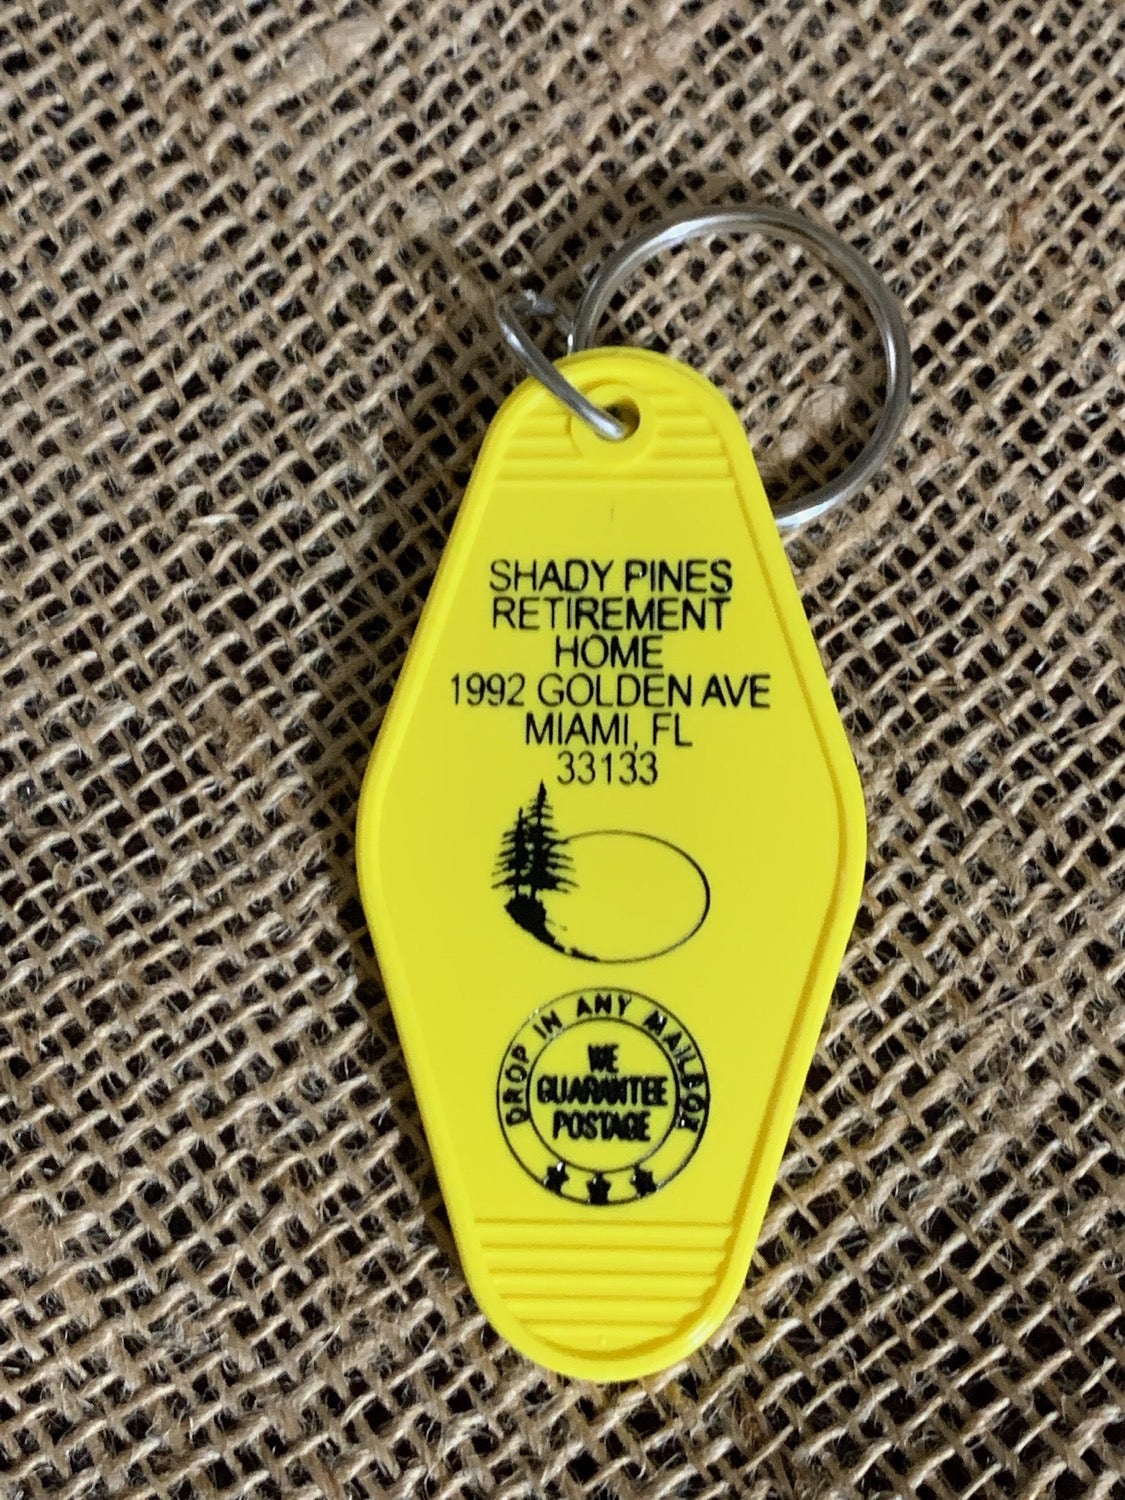 SHADY PINES
RETIREMENT
HOME
1992 GOLDEN AVE
MIAMI, FL
33133
DROP IN ANY MAILBOX
WE
GUARANTEE
POSTAGE